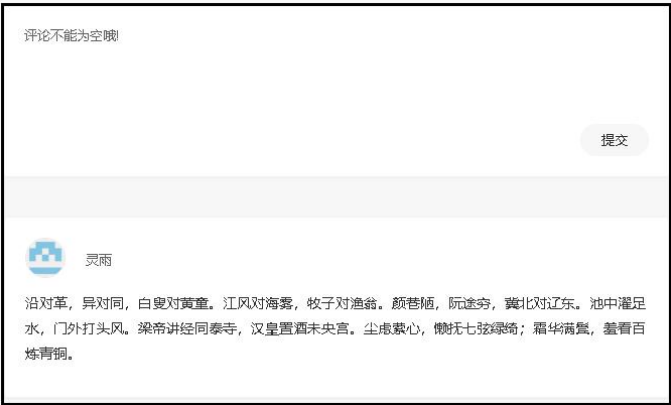 评论不能为空哦!
提交
灵雨
沿对革，异对同，白叟对黄童。江风对海雾，牧子对渔翁。颜巷陋，阮途穷，冀北对辽东。池中濯足
水，门外打头风。梁帝讲经同泰寺，汉皇置酒未央宫。尘虑萦心，懒抚七弦绿绮；霜华满鬓，羞看百
炼青铜。